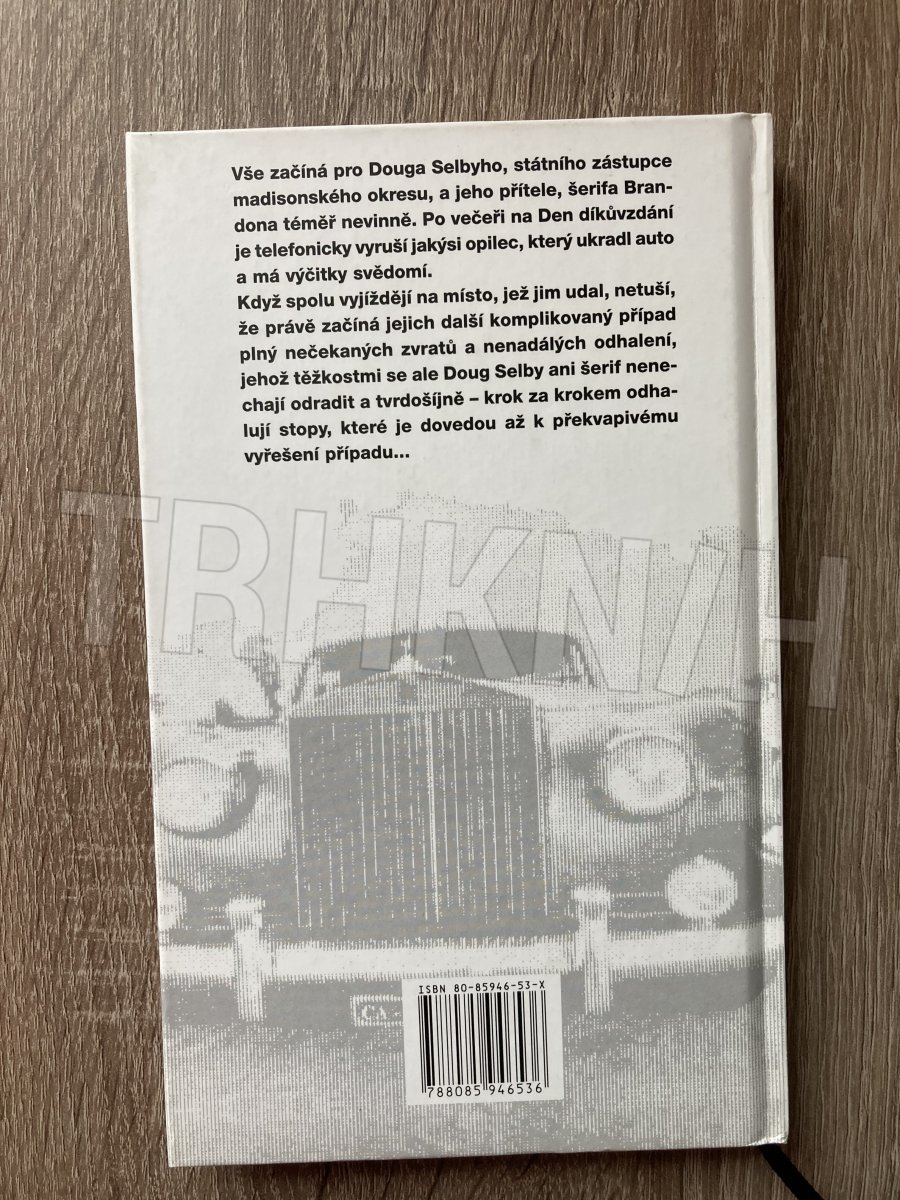 Vše začíná pro Douga Selbyho, státního zástupce
madisonského okresu, a jeho přítele, šerifa Bran-
dona téměř nevinně. Po večeři na Den díkůvzdání
je telefonicky vyruší jakýsi opilec, který ukradl auto
a má výčitky svědomí.
Když spolu vyjíždějí na místo, jež jim udal, netuší,
že právě začíná jejich další komplikovaný případ
plný nečekaných zvratů a nenadálých odhalení,
jehož těžkostmi se ale Doug Selby ani šerif nene-
chají odradit a tvrdošíjně – krok za krokem odha-
lují stopy, které je dovedou až k překvapivému
vyřešení případu...
TRHKNIH
ISBN 80-85946-53-X
CA
788085 946536